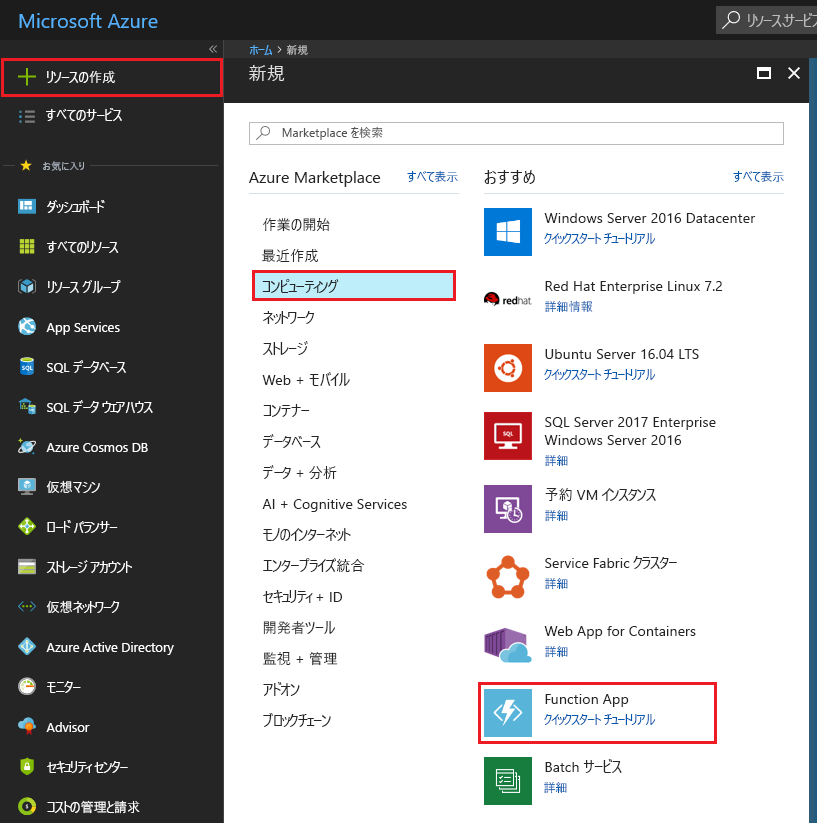 Microsoft Azure
リソースサービ
«
ホーム > 新規
新規
リソースの作成
すべてのサービス
お気に入り
ダッシュボード
すべてのリソース
リソース グループ
App Services
SQL データベース
SQL データ ウェアハウス
Azure Cosmos DB
仮想マシン
ロード バランサー
ストレージ アカウント
仮想ネットワーク
Azure Active Directory
モニター
Advisor
セキュリティ センター
コストの管理と請求
Marketplace を検索
Azure Marketplace すべて表示
作業の開始
最近作成
コンピューティング
ネットワーク
ストレージ
Web + モバイル
コンテナー
データベース
データ + 分析
AI + Cognitive Services
モノのインターネット
エンタープライズ統合
セキュリティ + ID
開発者ツール
監視 + 管理
アドオン
ブロックチェーン
おすすめ すべて表示
Windows Server 2016 Datacenter
クイックスタート チュートリアル
redhat
Red Hat Enterprise Linux 7.2
詳細情報
Ubuntu Server 16.04 LTS
クイックスタート チュートリアル
SQL Server 2017 Enterprise
Windows Server 2016
詳細
予約 VM インスタンス
詳細
Service Fabric クラスター
詳細
Web App for Containers
詳細
Function App
クイックスタート チュートリアル
Batch サービス
詳細